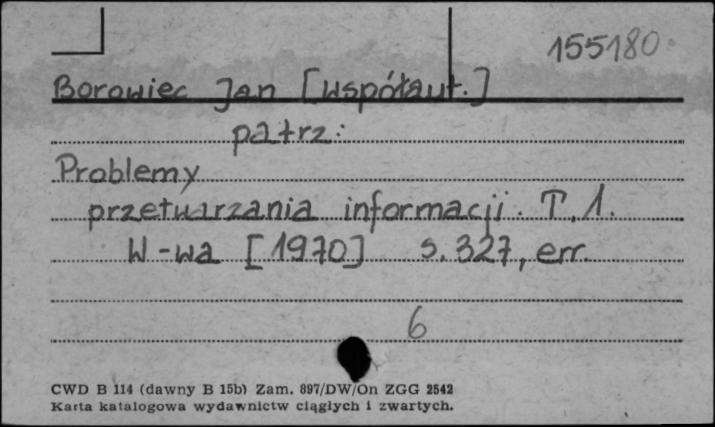 155180
Borowiec Jan [współaut.]
patrz:
Problemy
przetwarzania informacji. T. 1.
W-wa [1970] s. 327, err.
6
CWD B 114 (dawny B 15b) Zam. 897/DW/On ZGG 2542
Karta katalogowa wydawnictw ciągłych i zwartych.